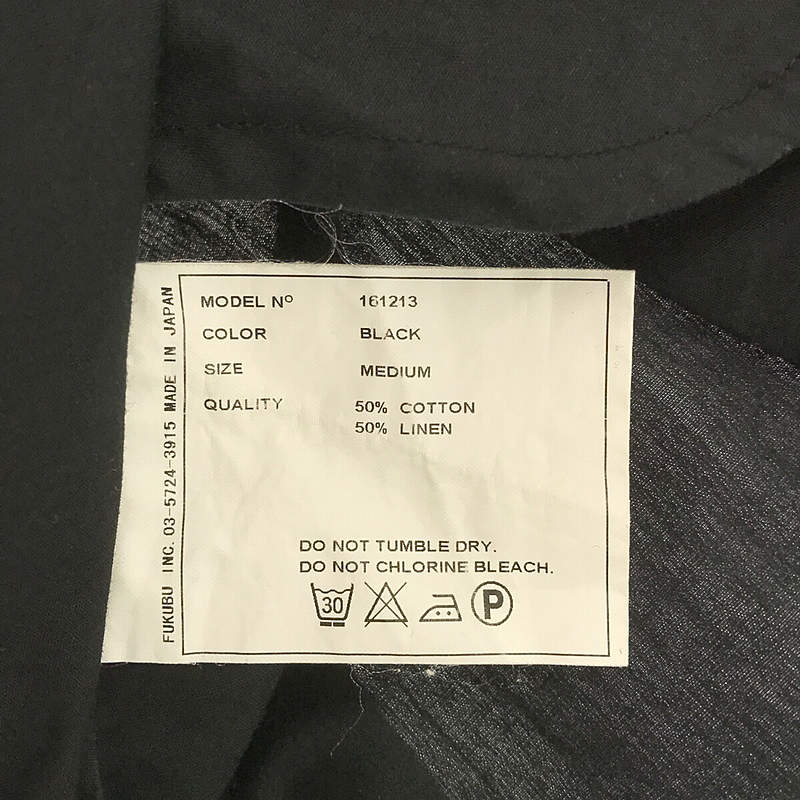 MODEL Nº 161213
COLOR BLACK
SIZE MEDIUM
QUALITY 50% COTTON
50% LINEN
DO NOT TUMBLE DRY.
DO NOT CHLORINE BLEACH.
30 P
FUKUBU INC. 03-5724-3915 MADE IN JAPAN